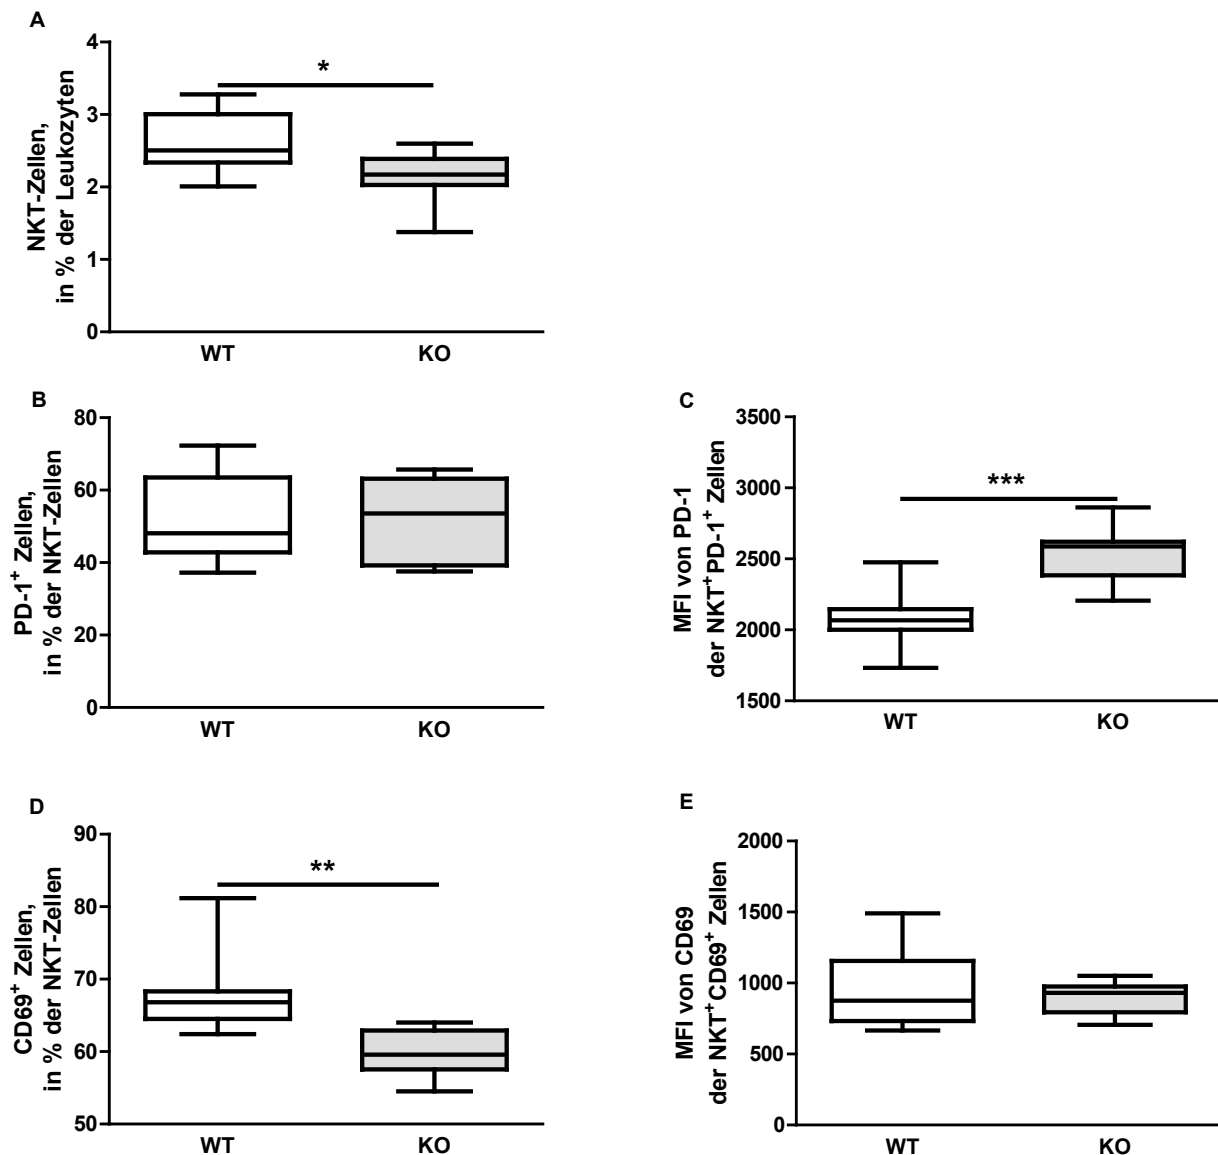 A
NKT-Zellen,
in % der Leukozyten
4
3
2
1
0
*
WT
KO
B
PD-1⁺ Zellen,
in % der NKT-Zellen
80
60
40
20
0
WT
KO
C
MFI von PD-1
der NKT⁺PD-1⁺ Zellen
3500
3000
2500
2000
1500
***
WT
KO
D
CD69⁺ Zellen,
in % der NKT-Zellen
90
80
70
60
50
**
WT
KO
E
MFI von CD69
der NKT⁺CD69⁺ Zellen
2000
1500
1000
500
0
WT
KO